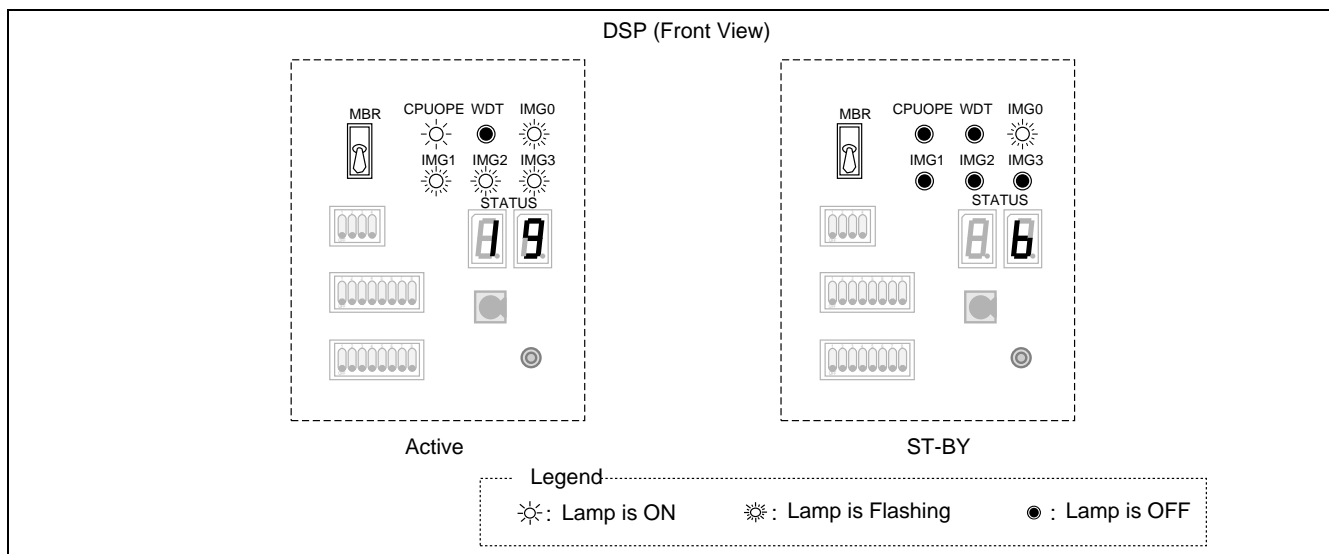 DSP (Front View)
MBR
CPUOPE WDT IMG0
IMG1 IMG2 IMG3
STATUS
19
Active
MBR
CPUOPE WDT IMG0
IMG1 IMG2 IMG3
STATUS
b
ST-BY
Legend
: Lamp is ON : Lamp is Flashing : Lamp is OFF